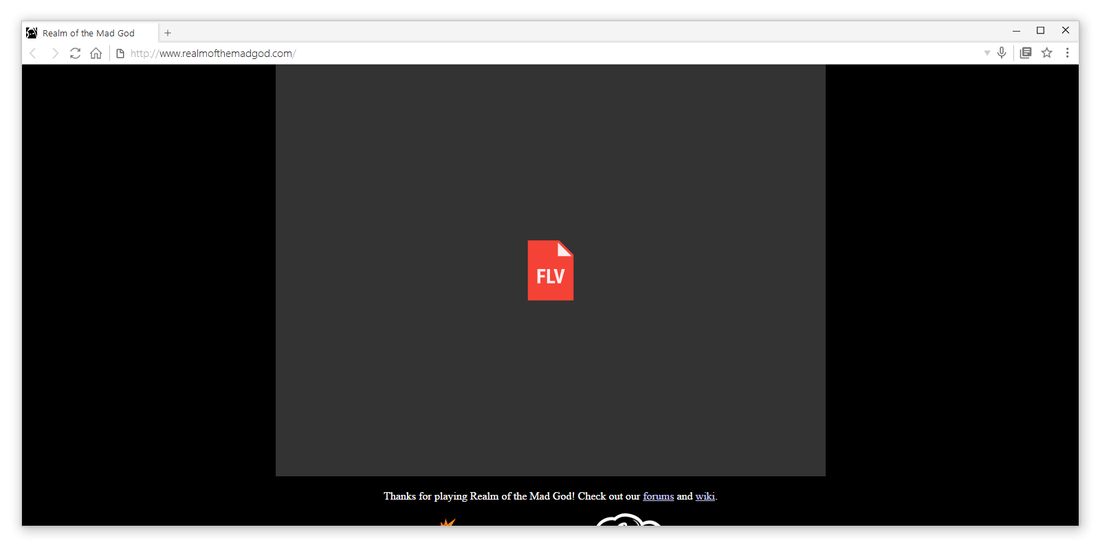 Realm of the Mad God
http://www.realmofthemadgod.com/
FLV
Thanks for playing Realm of the Mad God! Check out our forums and wiki.